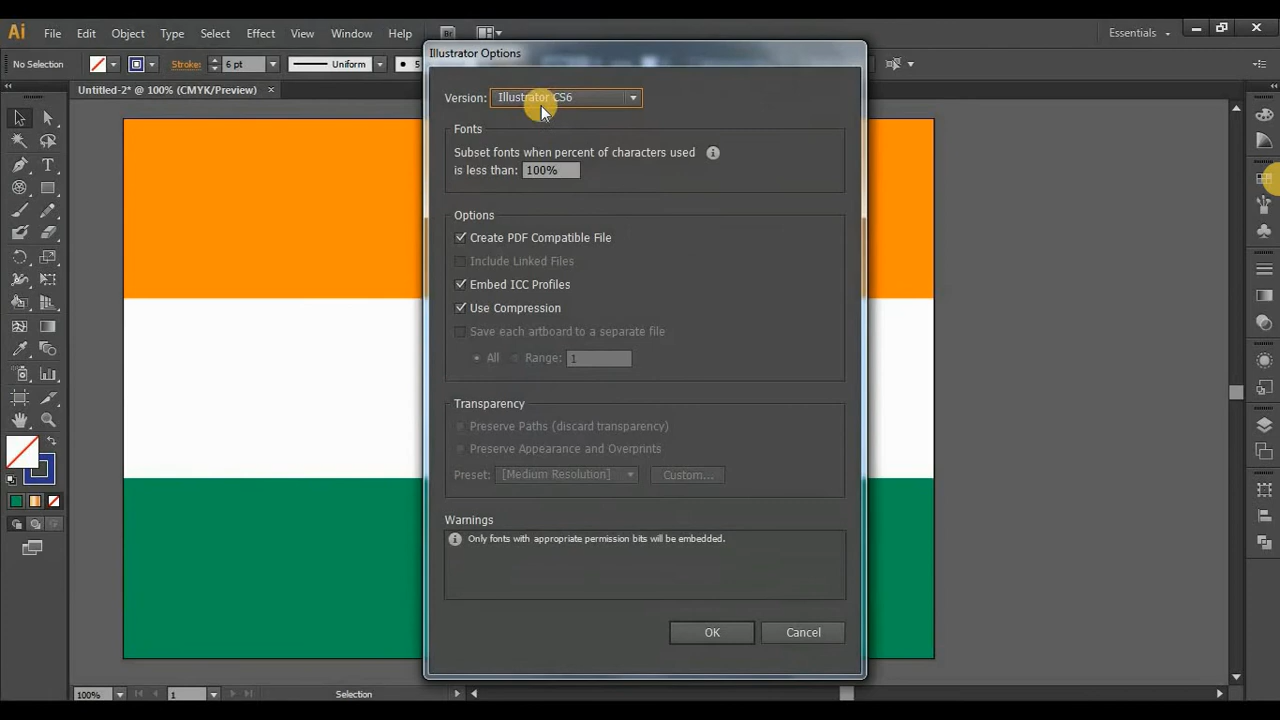 Ai File Edit Object Type Select Effect View Window Help Br Essentials
No Selection Stroke: 6 pt Uniform 5
Untitled-2* @ 100% (CMYK/Preview)
Illustrator Options
Version: Illustrator CS6
Fonts
Subset fonts when percent of characters used
is less than: 100%
Options
Create PDF Compatible File
Include Linked Files
Embed ICC Profiles
Use Compression
Save each artboard to a separate file
All Range: 1
Transparency
Preserve Paths (discard transparency)
Preserve Appearance and Overprints
Preset: [Medium Resolution] Custom...
Warnings
Only fonts with appropriate permission bits will be embedded.
OK Cancel
100% 1 Selection